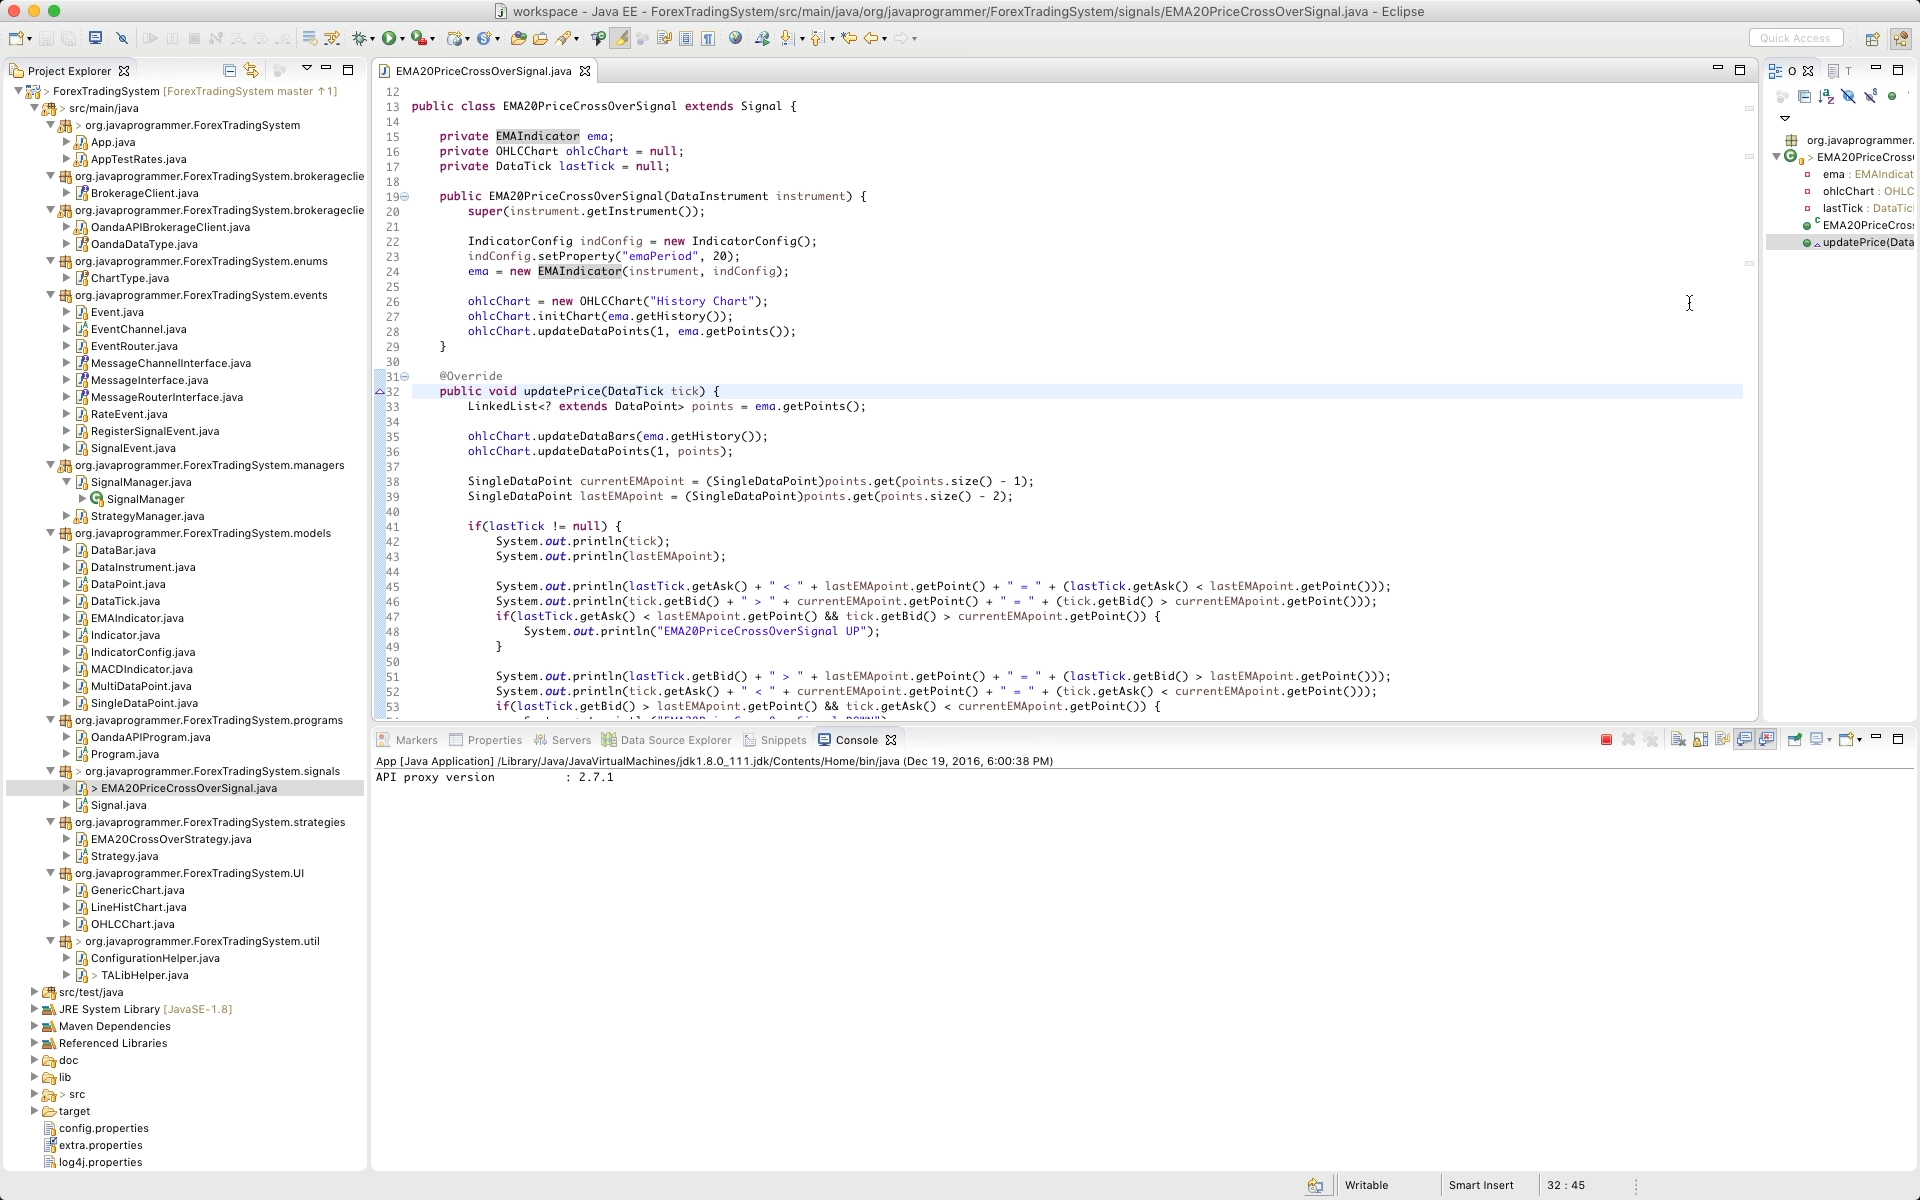 workspace - Java EE - ForexTradingSystem/src/main/java/org/javaprogrammer/ForexTradingSystem/signals/EMA20PriceCrossOverSignal.java - Eclipse
Quick Access
Project Explorer
> ForexTradingSystem [ForexTradingSystem master ↑1]
> src/main/java
> org.javaprogrammer.ForexTradingSystem
App.java
AppTestRates.java
org.javaprogrammer.ForexTradingSystem.brokerageclie
BrokerageClient.java
org.javaprogrammer.ForexTradingSystem.brokerageclie
OandaAPIBrokerageClient.java
OandaDataType.java
org.javaprogrammer.ForexTradingSystem.enums
ChartType.java
org.javaprogrammer.ForexTradingSystem.events
Event.java
EventChannel.java
EventRouter.java
MessageChannelInterface.java
MessageInterface.java
MessageRouterInterface.java
RateEvent.java
RegisterSignalEvent.java
SignalEvent.java
org.javaprogrammer.ForexTradingSystem.managers
SignalManager.java
SignalManager
StrategyManager.java
org.javaprogrammer.ForexTradingSystem.models
DataBar.java
DataInstrument.java
DataPoint.java
DataTick.java
EMAIndicator.java
Indicator.java
IndicatorConfig.java
MACDIndicator.java
MultiDataPoint.java
SingleDataPoint.java
org.javaprogrammer.ForexTradingSystem.programs
OandaAPIProgram.java
Program.java
> org.javaprogrammer.ForexTradingSystem.signals
> EMA20PriceCrossOverSignal.java
Signal.java
org.javaprogrammer.ForexTradingSystem.strategies
EMA20CrossOverStrategy.java
Strategy.java
org.javaprogrammer.ForexTradingSystem.UI
GenericChart.java
LineHistChart.java
OHLCChart.java
> org.javaprogrammer.ForexTradingSystem.util
ConfigurationHelper.java
> TALibHelper.java
src/test/java
JRE System Library [JavaSE-1.8]
Maven Dependencies
Referenced Libraries
doc
lib
> src
target
config.properties
extra.properties
log4j.properties
EMA20PriceCrossOverSignal.java
12
13 public class EMA20PriceCrossOverSignal extends Signal {
14
15 private EMAIndicator ema;
16 private OHLCChart ohlcChart = null;
17 private DataTick lastTick = null;
18
19 public EMA20PriceCrossOverSignal(DataInstrument instrument) {
20 super(instrument.getInstrument());
21
22 IndicatorConfig indConfig = new IndicatorConfig();
23 indConfig.setProperty("emaPeriod", 20);
24 ema = new EMAIndicator(instrument, indConfig);
25
26 ohlcChart = new OHLCChart("History Chart");
27 ohlcChart.initChart(ema.getHistory());
28 ohlcChart.updateDataPoints(1, ema.getPoints());
29 }
30
31 @Override
32 public void updatePrice(DataTick tick) {
33 LinkedList<? extends DataPoint> points = ema.getPoints();
34
35 ohlcChart.updateDataBars(ema.getHistory());
36 ohlcChart.updateDataPoints(1, points);
37
38 SingleDataPoint currentEMApoint = (SingleDataPoint)points.get(points.size() - 1);
39 SingleDataPoint lastEMApoint = (SingleDataPoint)points.get(points.size() - 2);
40
41 if(lastTick != null) {
42 System.out.println(tick);
43 System.out.println(lastEMApoint);
44
45 System.out.println(lastTick.getAsk() + " < " + lastEMApoint.getPoint() + " = " + (lastTick.getAsk() < lastEMApoint.getPoint()));
46 System.out.println(tick.getBid() + " > " + currentEMApoint.getPoint() + " = " + (tick.getBid() > currentEMApoint.getPoint()));
47 if(lastTick.getAsk() < lastEMApoint.getPoint() && tick.getBid() > currentEMApoint.getPoint()) {
48 System.out.println("EMA20PriceCrossOverSignal UP");
49 }
50
51 System.out.println(lastTick.getBid() + " > " + lastEMApoint.getPoint() + " = " + (lastTick.getBid() > lastEMApoint.getPoint()));
52 System.out.println(tick.getAsk() + " < " + currentEMApoint.getPoint() + " = " + (tick.getAsk() < currentEMApoint.getPoint()));
53 if(lastTick.getBid() > lastEMApoint.getPoint() && tick.getAsk() < currentEMApoint.getPoint()) {
O T
org.javaprogrammer.
> EMA20PriceCross
ema : EMAIndicat
ohlcChart : OHLC
lastTick : DataTic
EMA20PriceCros
updatePrice(Data
Markers Properties Servers Data Source Explorer Snippets Console
App [Java Application] /Library/Java/JavaVirtualMachines/jdk1.8.0_111.jdk/Contents/Home/bin/java (Dec 19, 2016, 6:00:38 PM)
API proxy version : 2.7.1
Writable Smart Insert 32 : 45